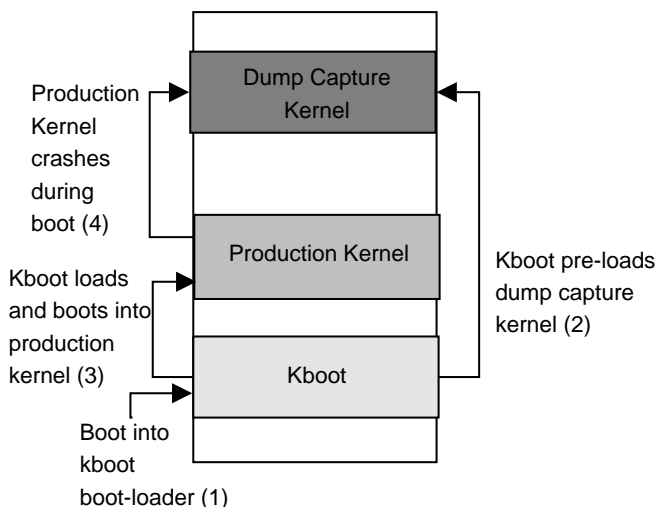 Dump Capture
Kernel
Production
Kernel
crashes
during
boot (4)
Production Kernel
Kboot pre-loads
dump capture
kernel (2)
Kboot loads
and boots into
production
kernel (3)
Kboot
Boot into
kboot
boot-loader (1)